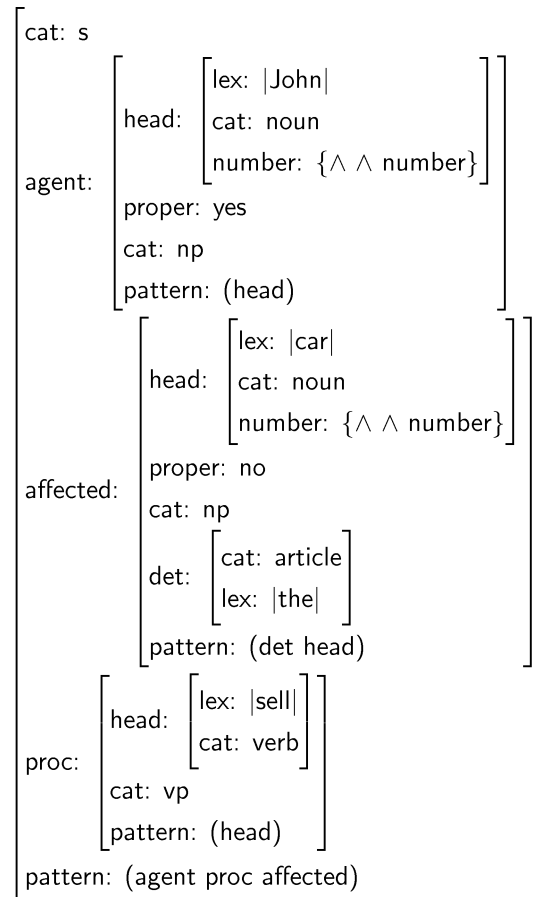 cat: s
agent:
head:
lex: |John|
cat: noun
number: {∧ ∧ number}
proper: yes
cat: np
pattern: (head)
affected:
head:
lex: |car|
cat: noun
number: {∧ ∧ number}
proper: no
cat: np
det:
cat: article
lex: |the|
pattern: (det head)
proc:
head:
lex: |sell|
cat: verb
cat: vp
pattern: (head)
pattern: (agent proc affected)